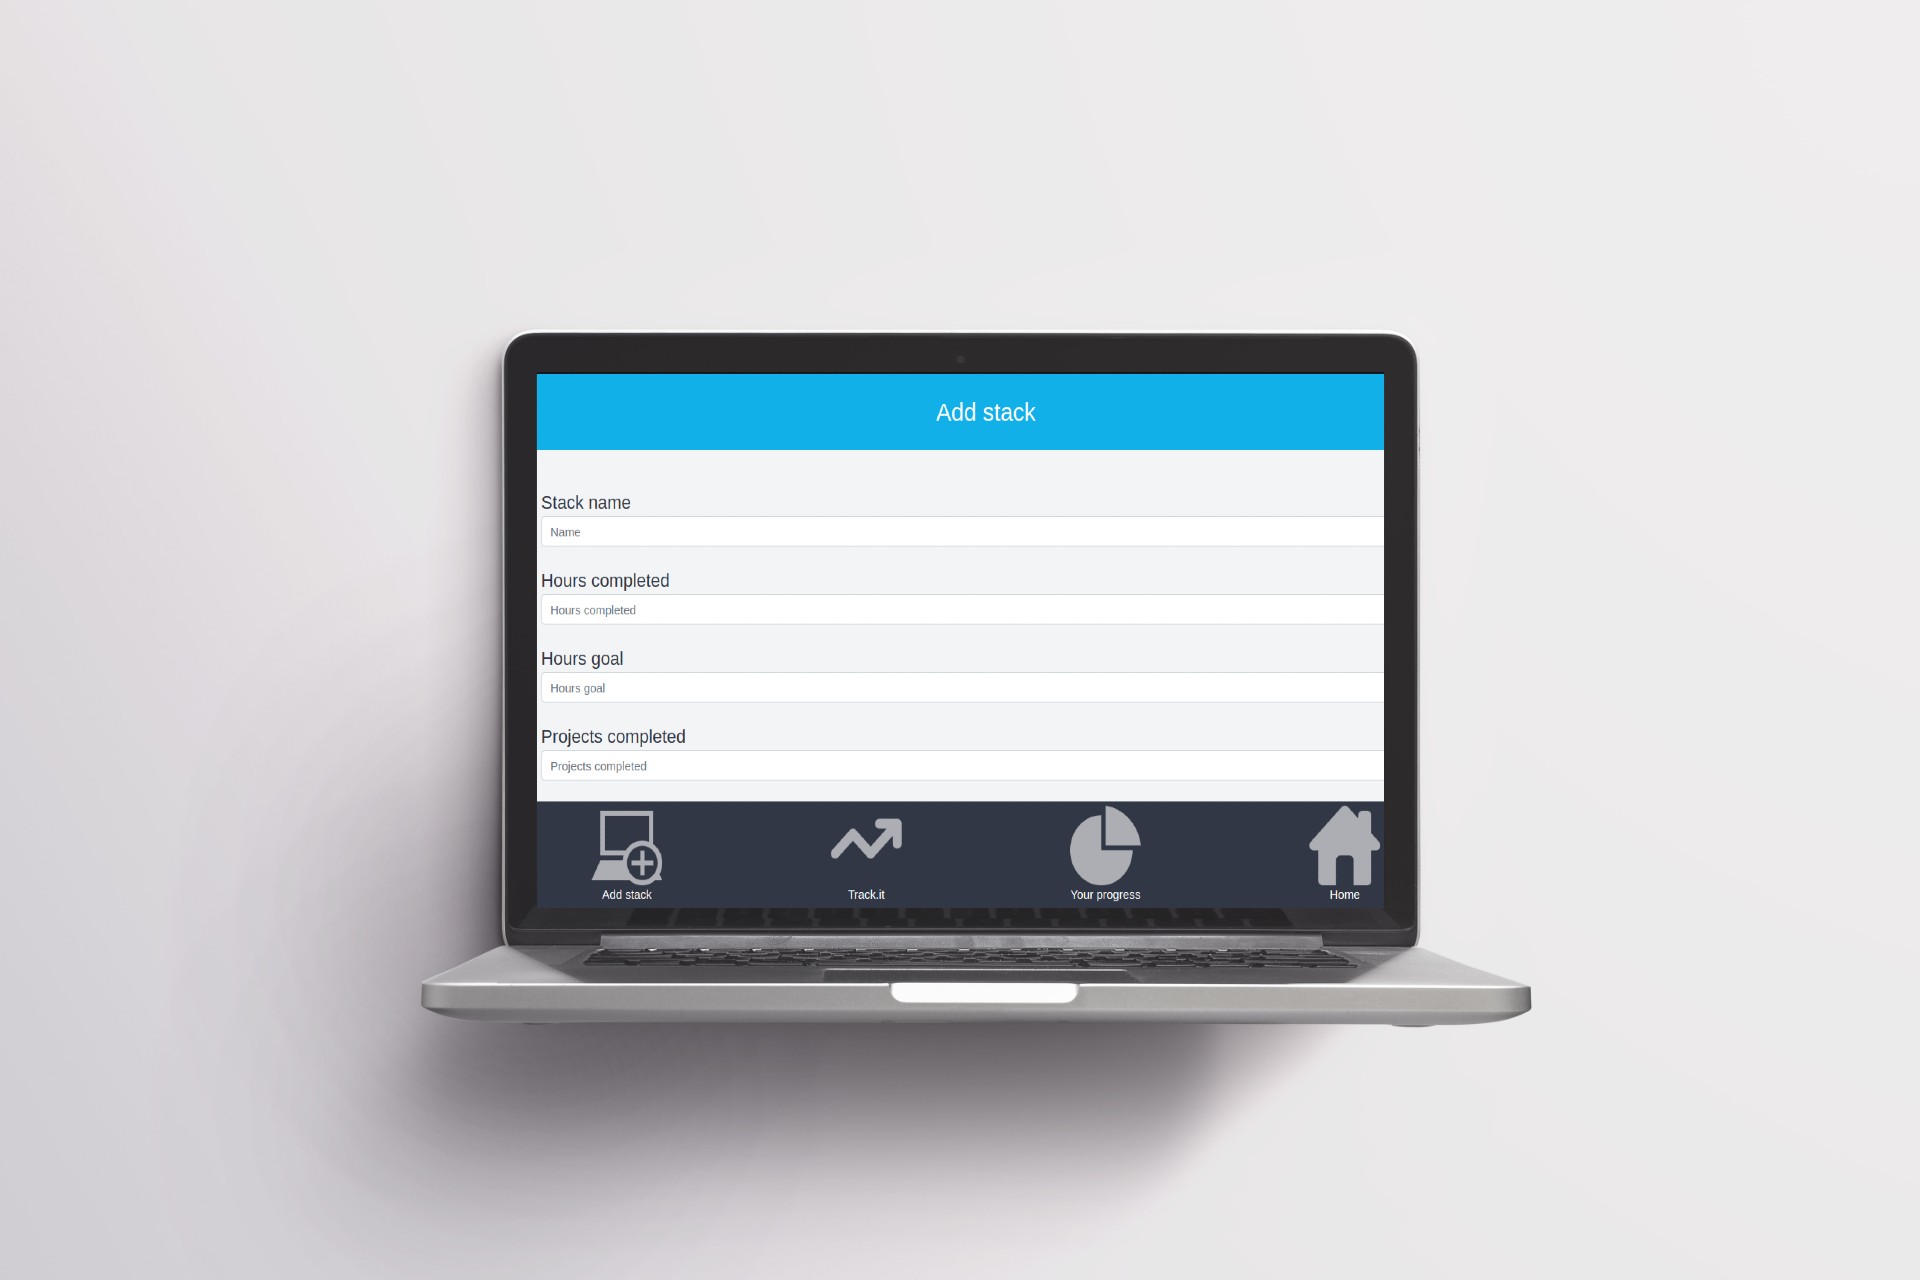 Add stack
Stack name
Name
Hours completed
Hours completed
Hours goal
Hours goal
Projects completed
Projects completed
Add stack
Track.it
Your progress
Home